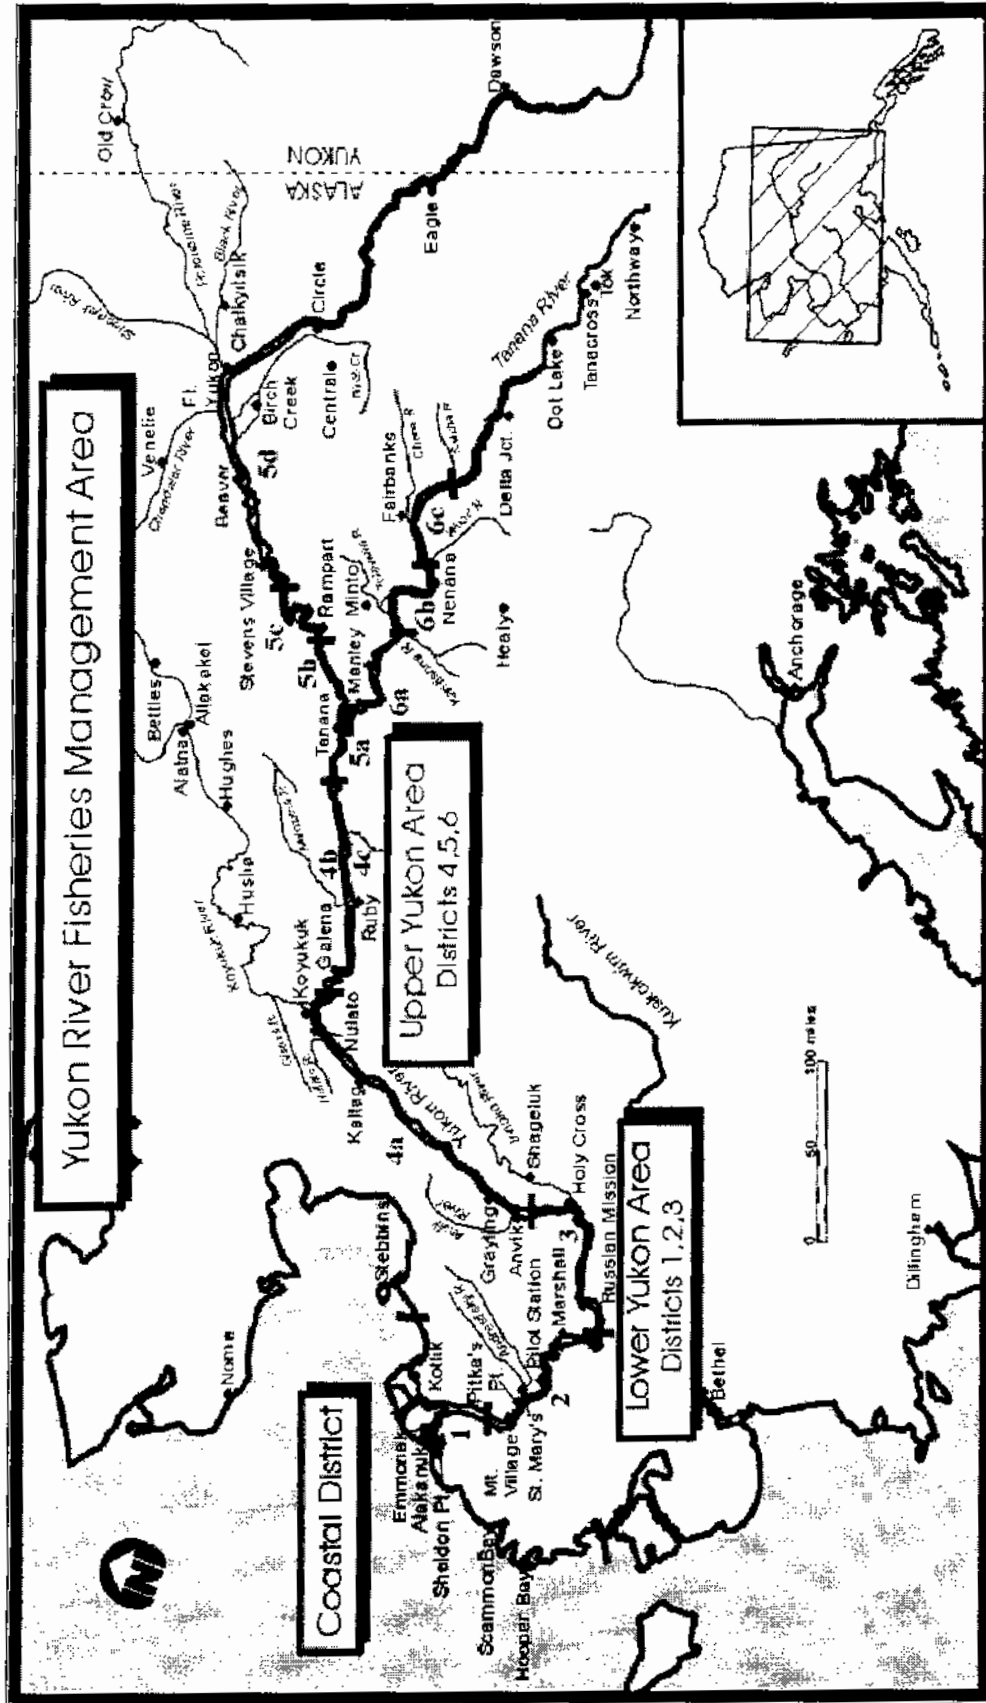 Yukon River Fisheries Management Area
Coastal District
Upper Yukon Area
Districts 4,5,6
Lower Yukon Area
Districts 1,2,3
N
Nome
Stebbins
Kotlik
Emmonak
Alakanuk
Sheldon Pt.
Scammon Bay
Hooper Bay
1
Mt.
Village
St. Mary's
Pitka's
Pt.
Pilot Station
2
Marshall
Russian Mission
3
Holy Cross
Shageluk
Anvik
Grayling
4a
Yukon River
Kaltag
Nulato
Koyukuk
Galena
Koyukuk River
Huslia
Hughes
Alatna
Allakaket
Bettles
4b
4c
Ruby
Tanana
5a
Manley
5b
Rampart
5c
Stevens Village
5d
Beaver
Venetie
Chandalar River
Ft.
Yukon
Birch
Creek
Central
Circle
Chalkyitsik
Black River
Porcupine River
Old Crow
ALASKA
YUKON
Eagle
Dawson
6a
Minto
6b
Nenana
Healy
6c
Fairbanks
Chena R
Delta Jct.
Dot Lake
Tanana River
Tanacross
Tok
Northway
Kuskokwim River
Bethel
Dillingham
Anchorage
0
50
100 miles